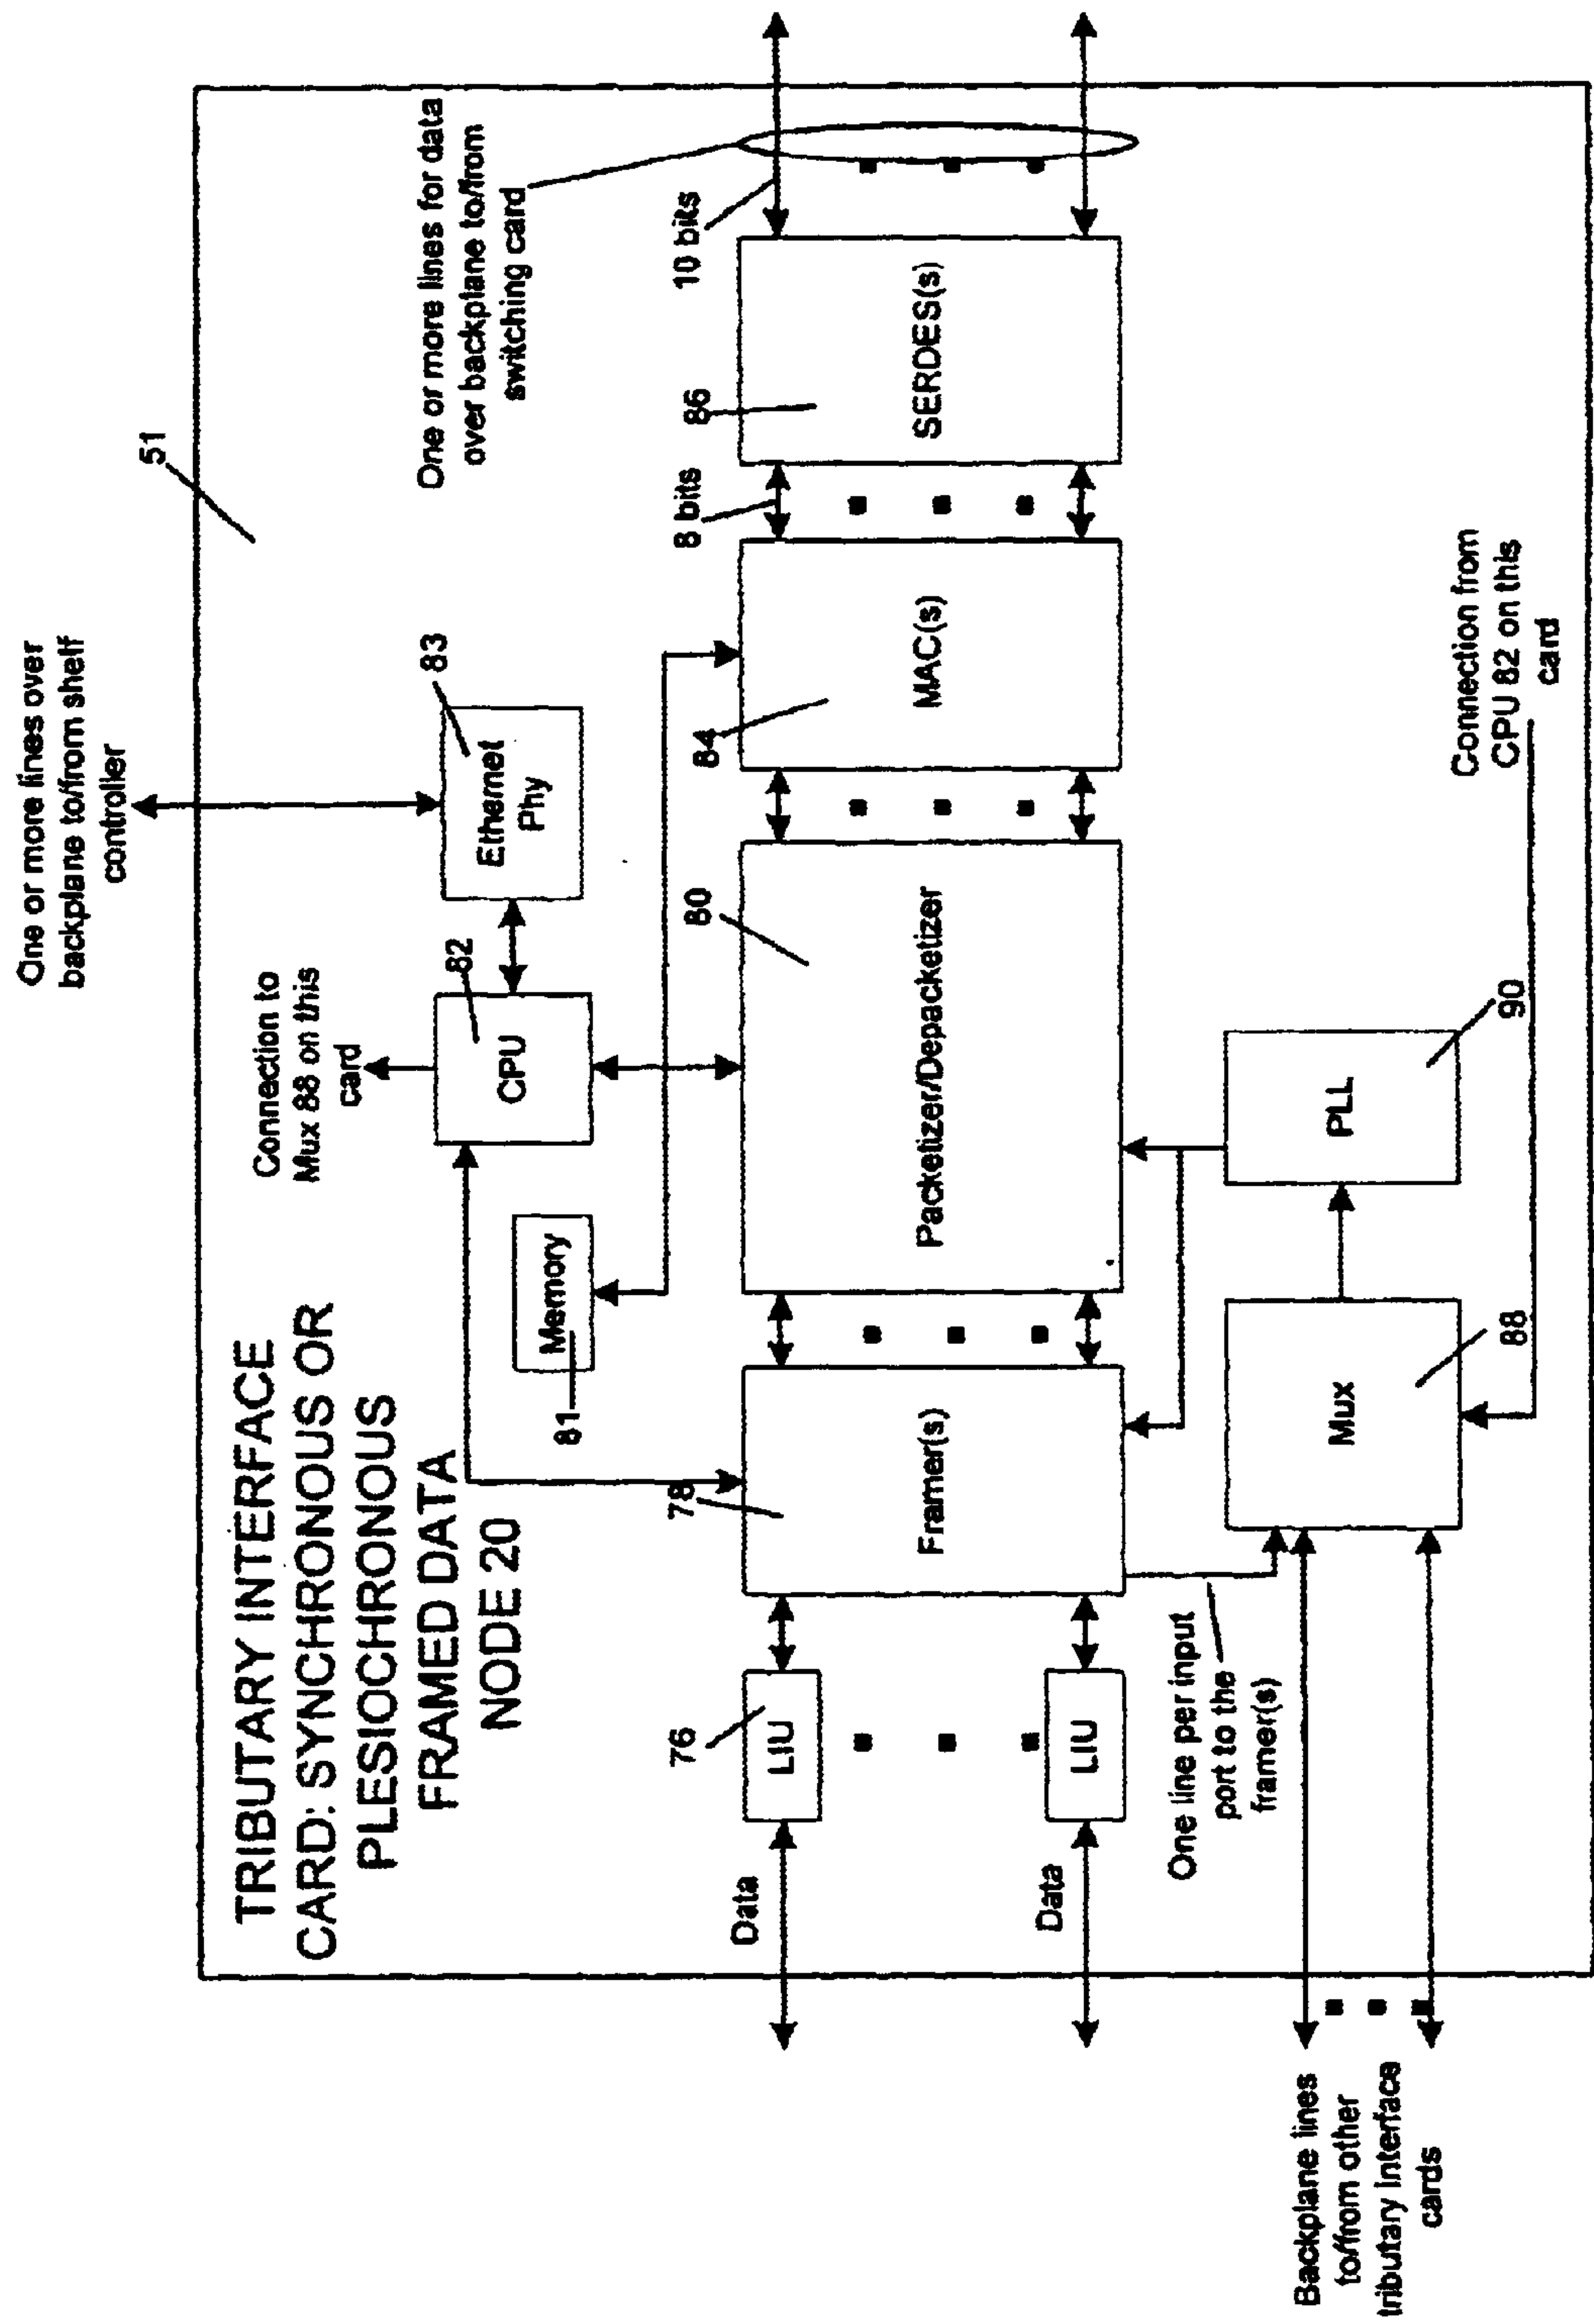 TRIBUTARY INTERFACE
CARD: SYNCHRONOUS OR
PLESIOCHRONOUS
FRAMED DATA
NODE 20
One or more lines over
backplane to/from shelf
controller
51
Connection to
Mux 88 on this
card
82
CPU
83
Ethernet
Phy
Memory
81
One or more lines for data
over backplane to/from
switching card
76
78
80
84
8 bits
86
10 bits
Data
LIU
Framer(s)
Packetizer/Depacketizer
MAC(s)
SERDES(s)
Data
LIU
One line per input
port to the
framer(s)
Mux
88
PLL
90
Connection from
CPU 82 on this
card
Backplane lines
to/from other
tributary interface
cards